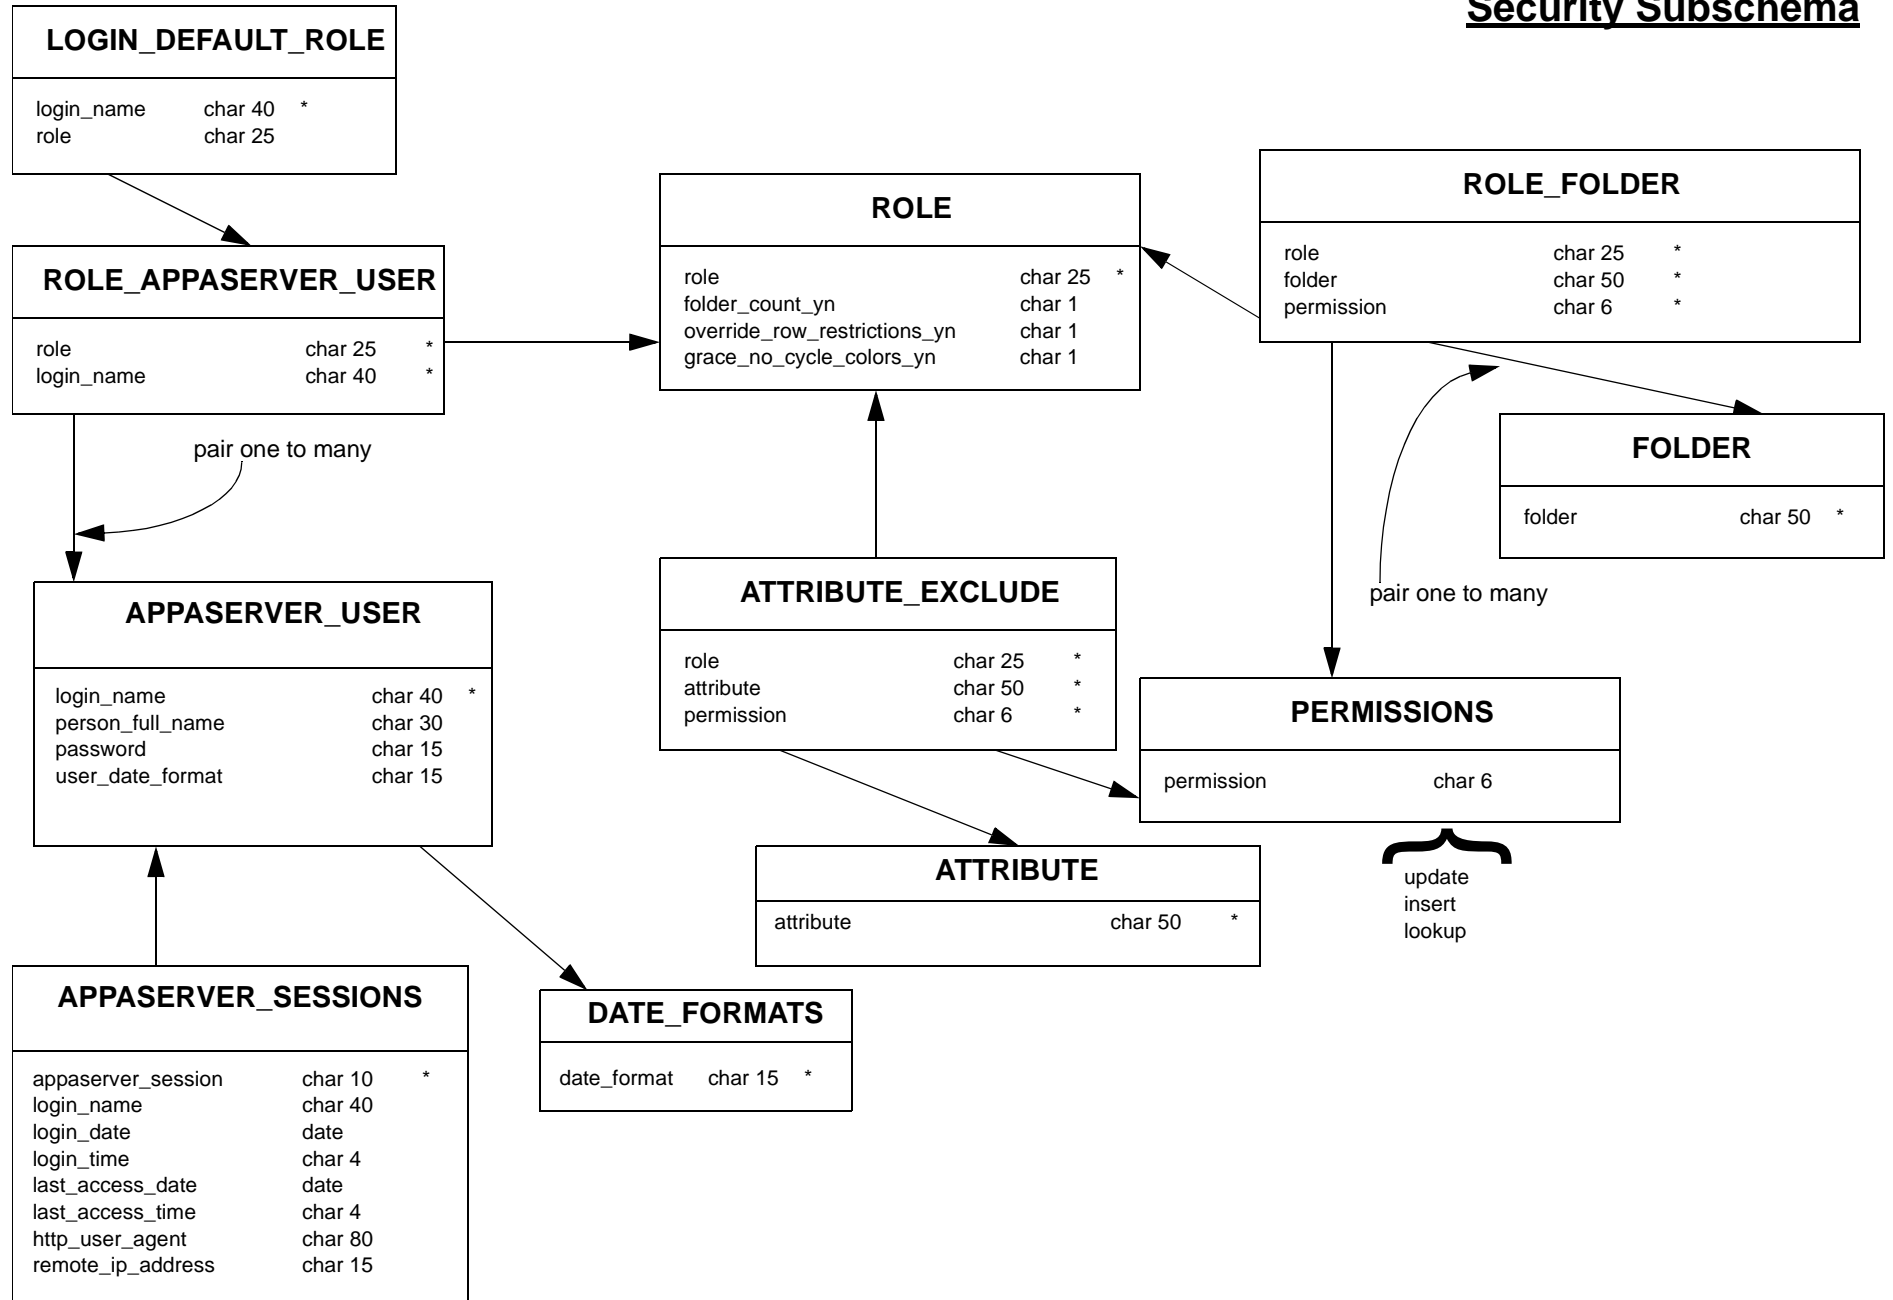 Security Subschema
LOGIN_DEFAULT_ROLE
login_name char 40 *
role char 25
ROLE_APPASERVER_USER
role char 25 *
login_name char 40 *
pair one to many
ROLE
role char 25 *
folder_count_yn char 1
override_row_restrictions_yn char 1
grace_no_cycle_colors_yn char 1
ROLE_FOLDER
role char 25 *
folder char 50 *
permission char 6 *
FOLDER
folder char 50 *
pair one to many
APPASERVER_USER
login_name char 40 *
person_full_name char 30
password char 15
user_date_format char 15
ATTRIBUTE_EXCLUDE
role char 25 *
attribute char 50 *
permission char 6 *
PERMISSIONS
permission char 6
update
insert
lookup
ATTRIBUTE
attribute char 50 *
APPASERVER_SESSIONS
appaserver_session char 10 *
login_name char 40
login_date date
login_time char 4
last_access_date date
last_access_time char 4
http_user_agent char 80
remote_ip_address char 15
DATE_FORMATS
date_format char 15 *